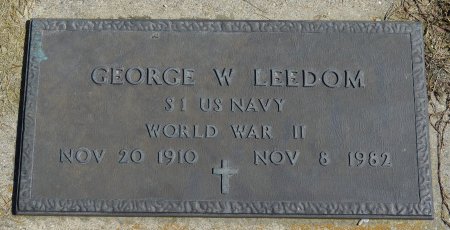 GEORGE W LEEDOM
S1 US NAVY
WORLD WAR II
NOV 20 1910 NOV 8 1982